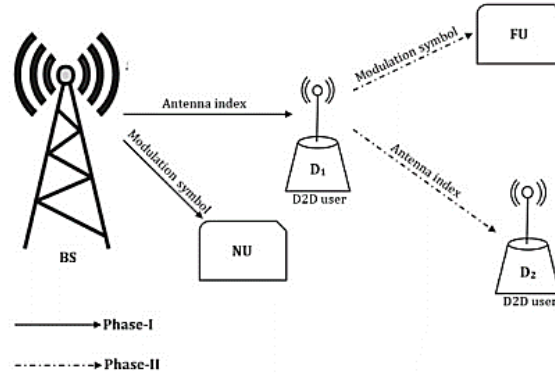 FU
Modulation symbol
Antenna index
D₁
D2D user
Modulation symbol
Antenna index
NU
BS
D₂
D2D user
Phase-I
Phase-II